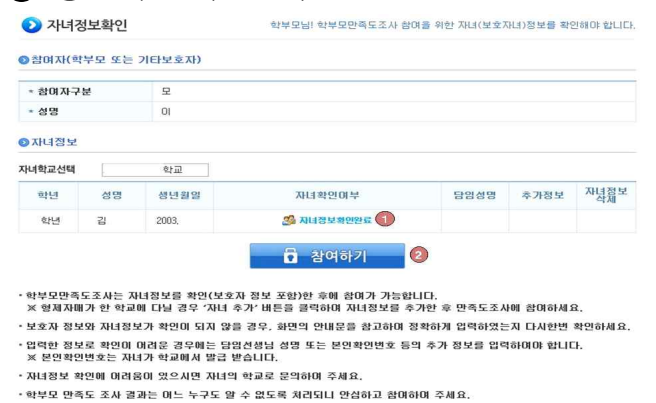 자녀정보확인
학부모님! 학부모만족도조사 참여를 위한 자녀(보호자녀)정보를 확인해야 합니다.
참여자(학부모 또는 기타보호자)
* 참여자구분 모
* 성명 이
자녀정보
자녀학교선택 학교
학년 성명 생년월일 자녀확인여부 담임성명 추가정보 자녀정보
삭제
학년 김 2003. 자녀정보확인완료 1
참여하기 2
* 학부모만족도조사는 자녀정보를 확인(보호자 정보 포함)한 후에 참여가 가능합니다.
※ 형제자매가 한 학교에 다닐 경우 '자녀 추가' 버튼을 클릭하여 자녀정보를 추가한 후 만족도조사에 참여하세요.
* 보호자 정보와 자녀정보가 확인이 되지 않을 경우, 화면의 안내문을 참고하여 정확하게 입력하였는지 다시한번 확인하세요.
* 입력한 정보로 확인이 어려운 경우에는 담임선생님 성명 또는 본인확인번호 등의 추가 정보를 입력하여야 합니다.
※ 본인확인번호는 자녀가 학교에서 발급 받습니다.
* 자녀정보 확인에 어려움이 있으시면 자녀의 학교로 문의하여 주세요.
* 학부모 만족도 조사 결과는 어느 누구도 알 수 없도록 처리되니 안심하고 참여하여 주세요.